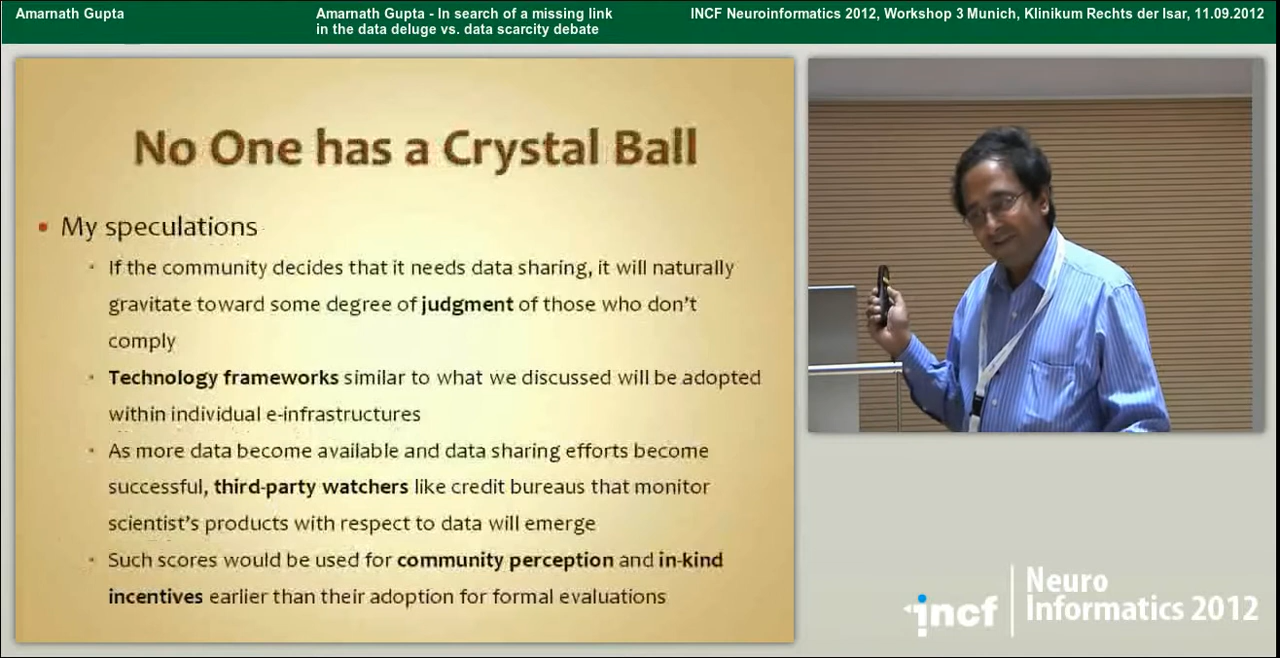 Amarnath Gupta
Amarnath Gupta - In search of a missing link
in the data deluge vs. data scarcity debate
INCF Neuroinformatics 2012, Workshop 3 Munich, Klinikum Rechts der Isar, 11.09.2012
No One has a Crystal Ball
• My speculations
· If the community decides that it needs data sharing, it will naturally
gravitate toward some degree of judgment of those who don't
comply
· Technology frameworks similar to what we discussed will be adopted
within individual e-infrastructures
· As more data become available and data sharing efforts become
successful, third-party watchers like credit bureaus that monitor
scientist's products with respect to data will emerge
· Such scores would be used for community perception and in-kind
incentives earlier than their adoption for formal evaluations
incf
Neuro
Informatics 2012